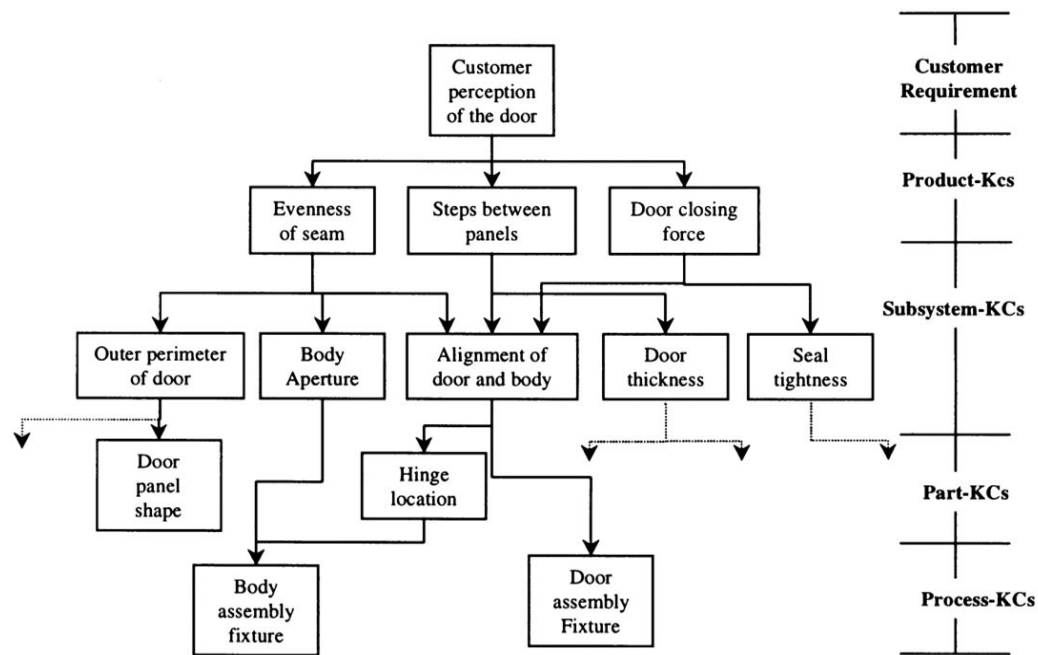 Customer
perception
of the door
Customer
Requirement
Product-Kcs
Evenness
of seam
Steps between
panels
Door closing
force
Subsystem-KCs
Outer perimeter
of door
Body
Aperture
Alignment of
door and body
Door
thickness
Seal
tightness
Door
panel
shape
Hinge
location
Part-KCs
Body
assembly
fixture
Door
assembly
Fixture
Process-KCs